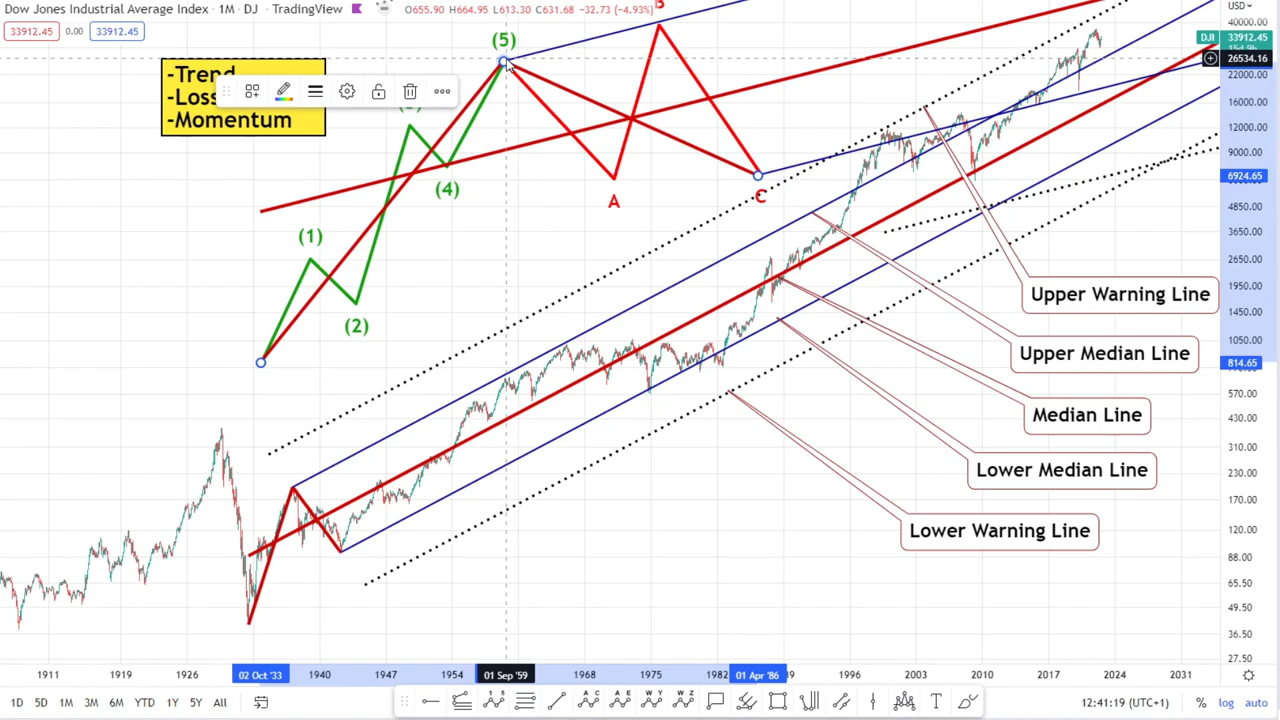 Dow Jones Industrial Average Index · 1M · DJ · TradingView
O655.90 H664.95 L613.30 C631.68 -32.73 (-4.93%)
USD
33912.45 0.00 33912.45
40000.00
DJI 33912.45
15d 9h
26534.16
22000.00
16000.00
12000.00
9000.00
6924.65
4850.00
3650.00
2650.00
1950.00
1450.00
1050.00
814.65
570.00
430.00
310.00
230.00
170.00
120.00
88.00
65.50
49.50
36.50
27.50
-Trend
-Loss
-Momentum
(5)
B
(4)
A
C
(1)
(2)
Upper Warning Line
Upper Median Line
Median Line
Lower Median Line
Lower Warning Line
1911 1919 1926 02 Oct '33 1940 1947 1954 01 Sep '59 1968 1975 1982 01 Apr '86 1996 2003 2010 2017 2024 2031
1D 5D 1M 3M 6M YTD 1Y 5Y All
12:41:19 (UTC+1) % log auto